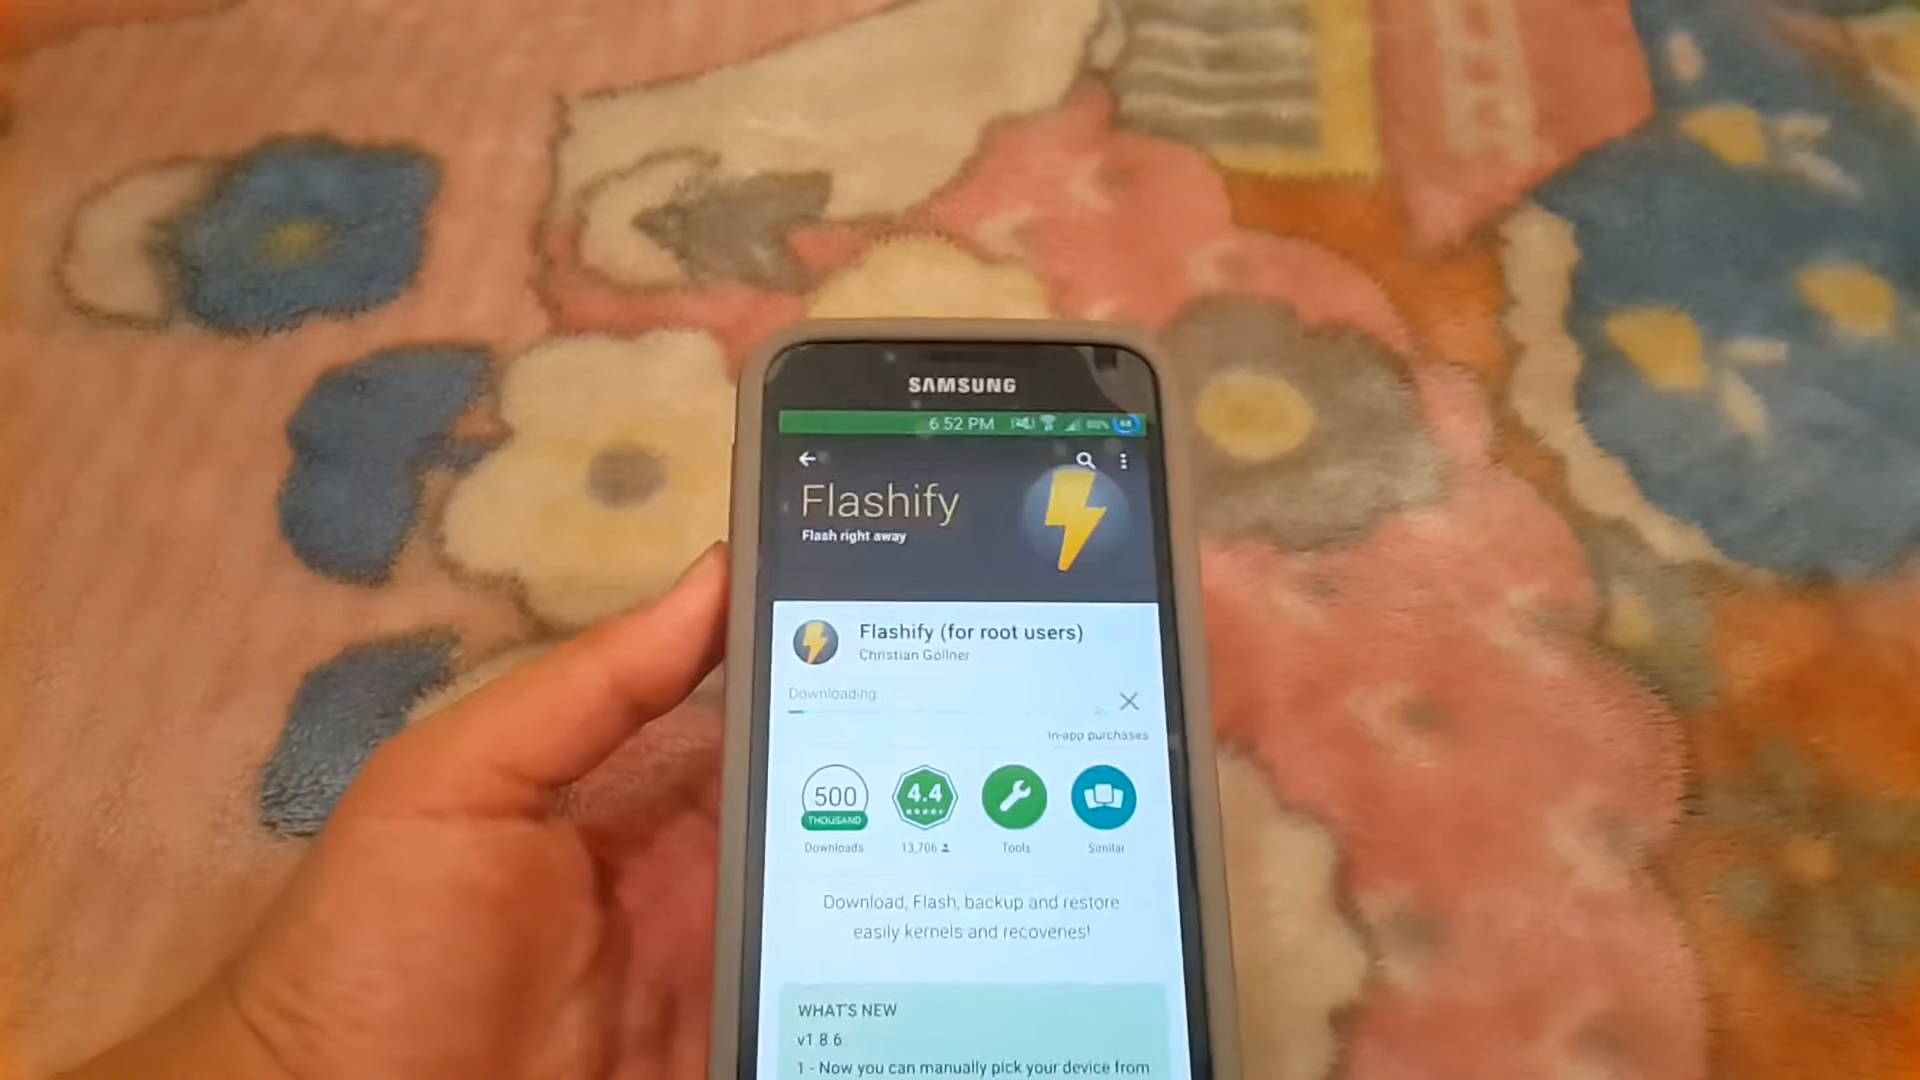 SAMSUNG
6:52 PM
Flashify
Flash right away
Flashify (for root users)
Christian Göllner
Downloading
In-app purchases
500
THOUSAND
4.4
Downloads
13,706
Tools
Similar
Download, Flash, backup and restore
easily kernels and recoveries!
WHAT'S NEW
v1.8.6:
1 - Now you can manually pick your device from